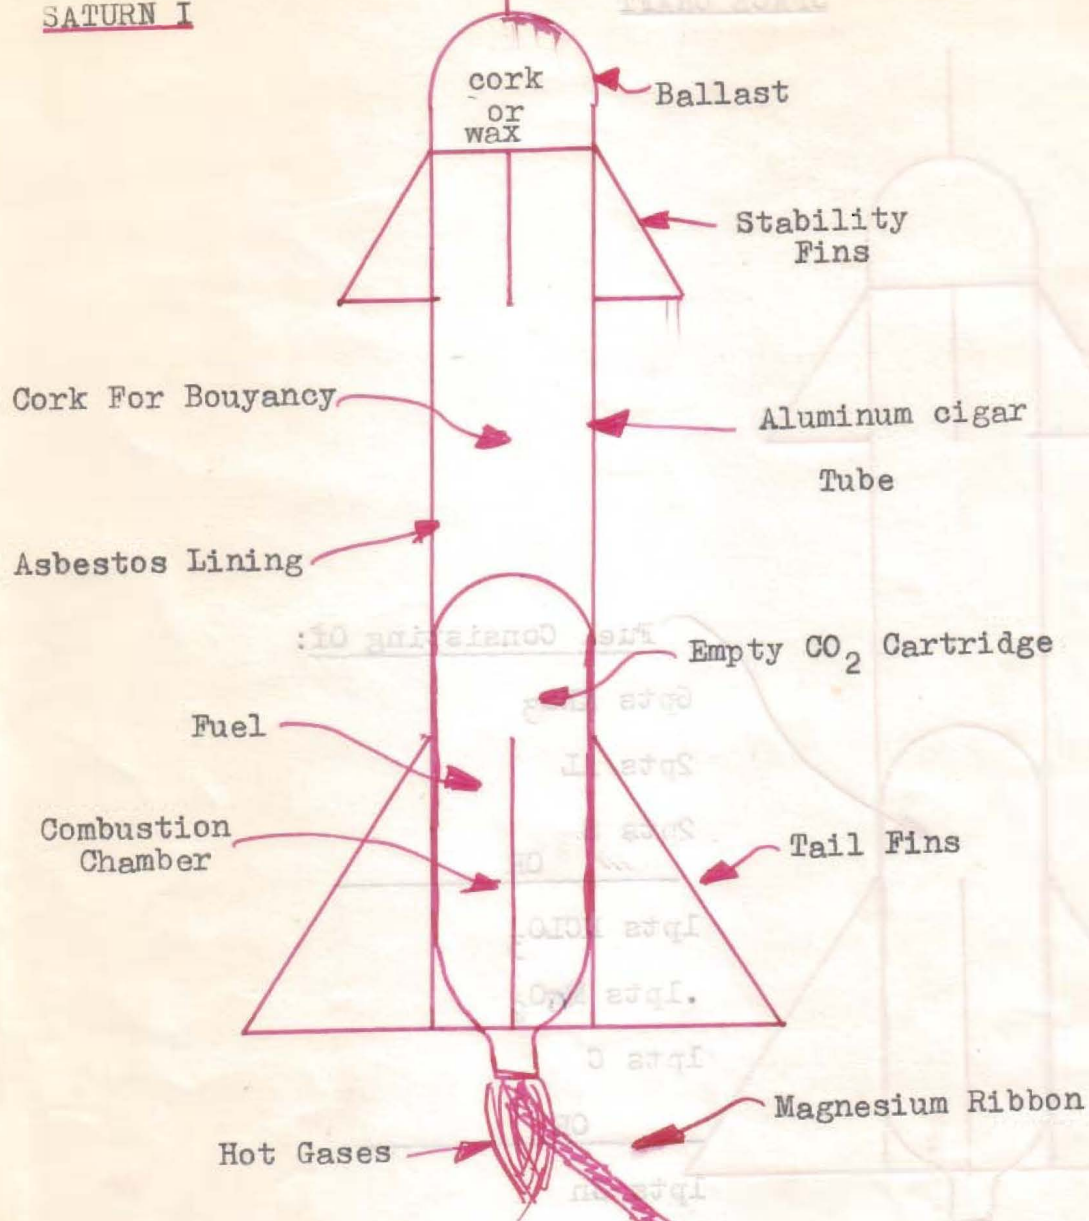 SATURN I
cork
or
wax
Ballast
Stability
Fins
Cork For Bouyancy
Aluminum cigar
Tube
Asbestos Lining
Empty CO2 Cartridge
Fuel
Combustion
Chamber
Tail Fins
Magnesium Ribbon
Hot Gases